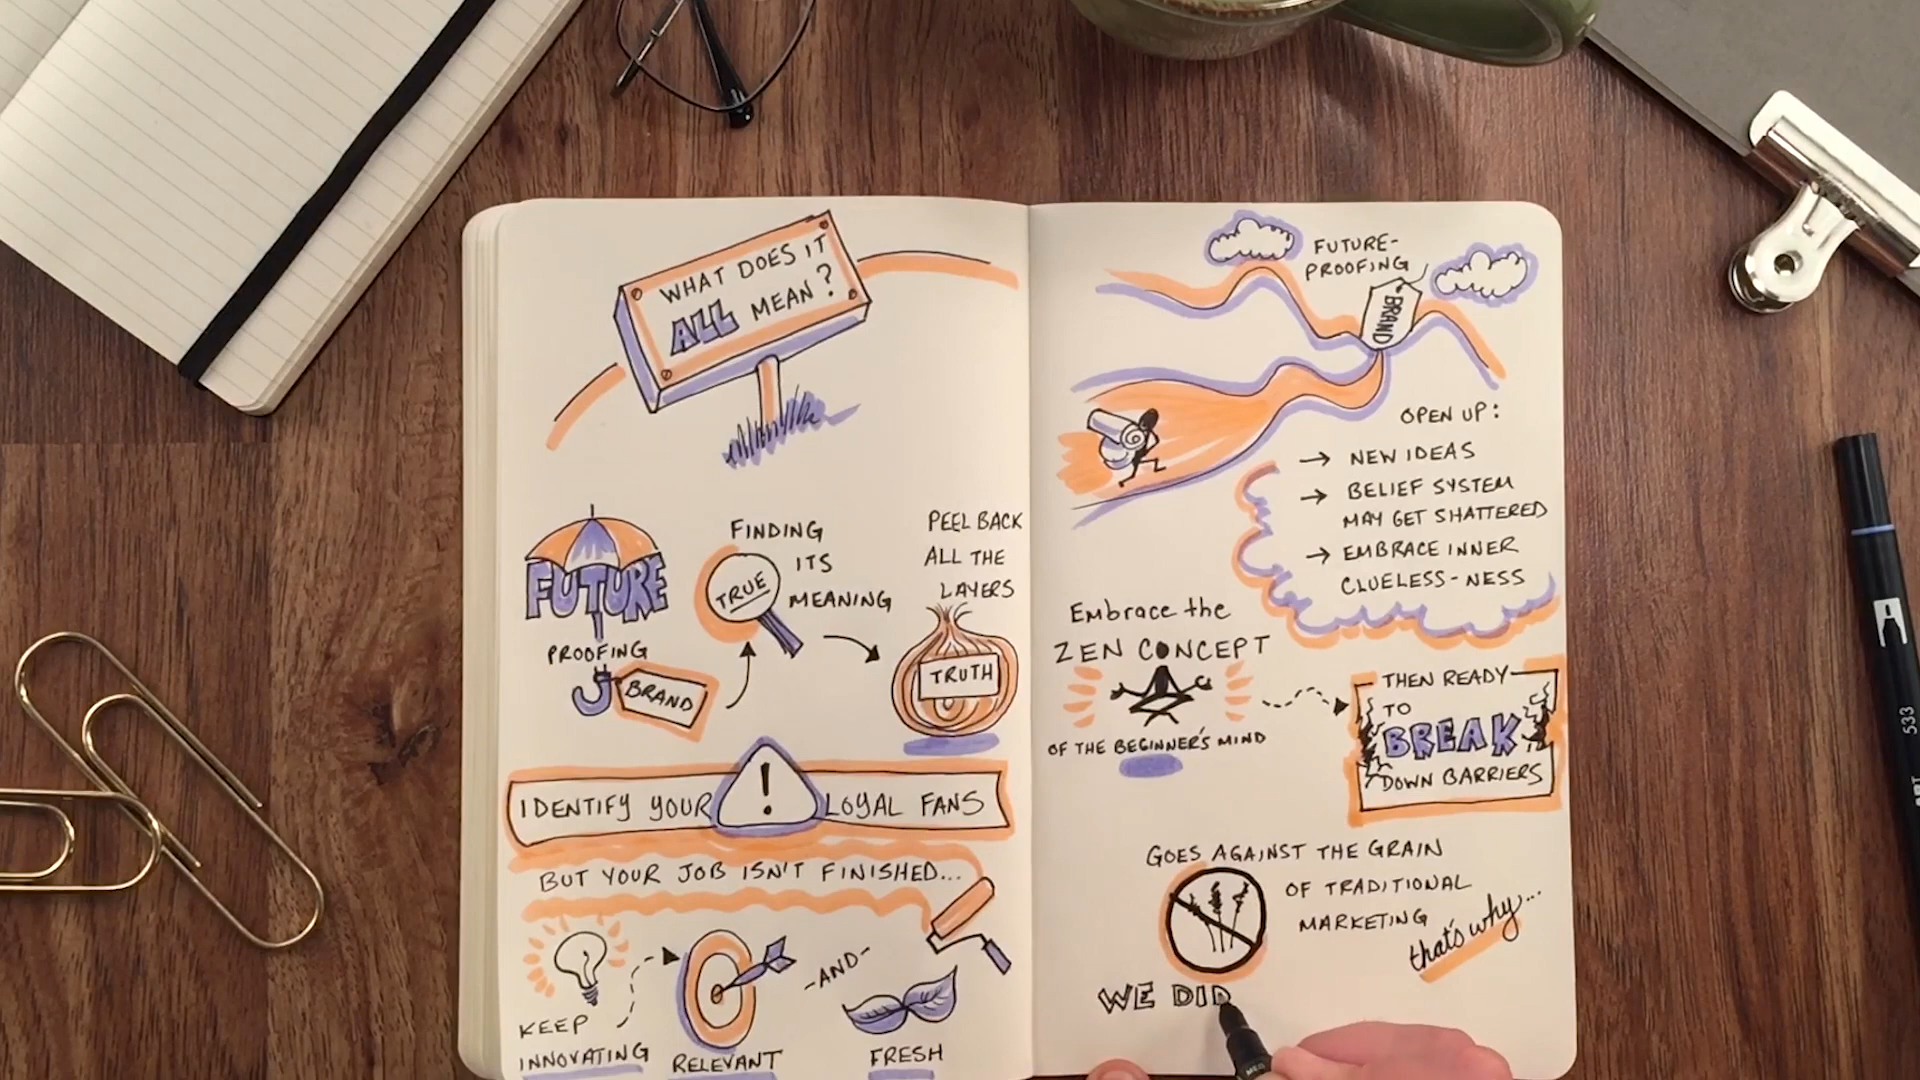 WHAT DOES IT
ALL MEAN?
FUTURE
PROOFING
BRAND
FINDING
ITS
MEANING
TRUE
PEEL BACK
ALL THE
LAYERS
TRUTH
IDENTIFY YOUR ! LOYAL FANS
BUT YOUR JOB ISN'T FINISHED...
KEEP
INNOVATING
RELEVANT
-AND-
FRESH
FUTURE-
PROOFING
BRAND
OPEN UP:
→ NEW IDEAS
→ BELIEF SYSTEM
MAY GET SHATTERED
→ EMBRACE INNER
CLUELESS-NESS
Embrace the
ZEN CONCEPT
OF THE BEGINNER'S MIND
THEN READY
TO
BREAK
DOWN BARRIERS
GOES AGAINST THE GRAIN
OF TRADITIONAL
MARKETING
that's why...
WE DID
533